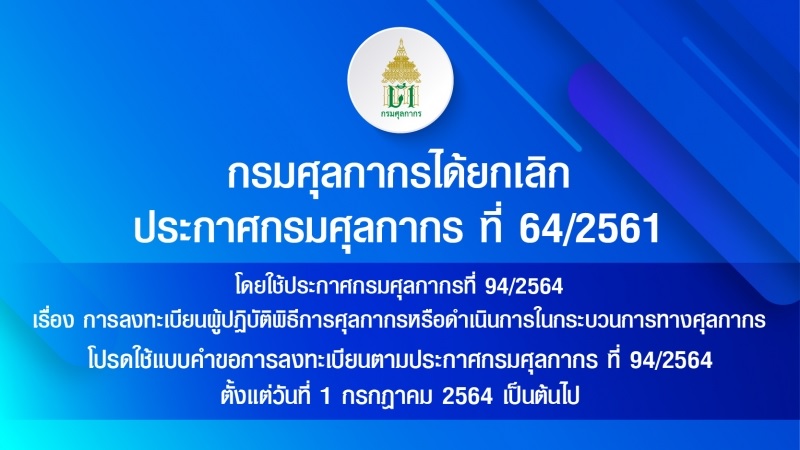 กรมศุลกากร
กรมศุลกากรได้ยกเลิก
ประกาศกรมศุลกากร ที่ 64/2561
โดยใช้ประกาศกรมศุลกากรที่ 94/2564
เรื่อง การลงทะเบียนผู้ปฏิบัติพิธีการศุลกากรหรือดำเนินการในกระบวนการทางศุลกากร
โปรดใช้แบบคำขอการลงทะเบียนตามประกาศกรมศุลกากร ที่ 94/2564
ตั้งแต่วันที่ 1 กรกฎาคม 2564 เป็นต้นไป